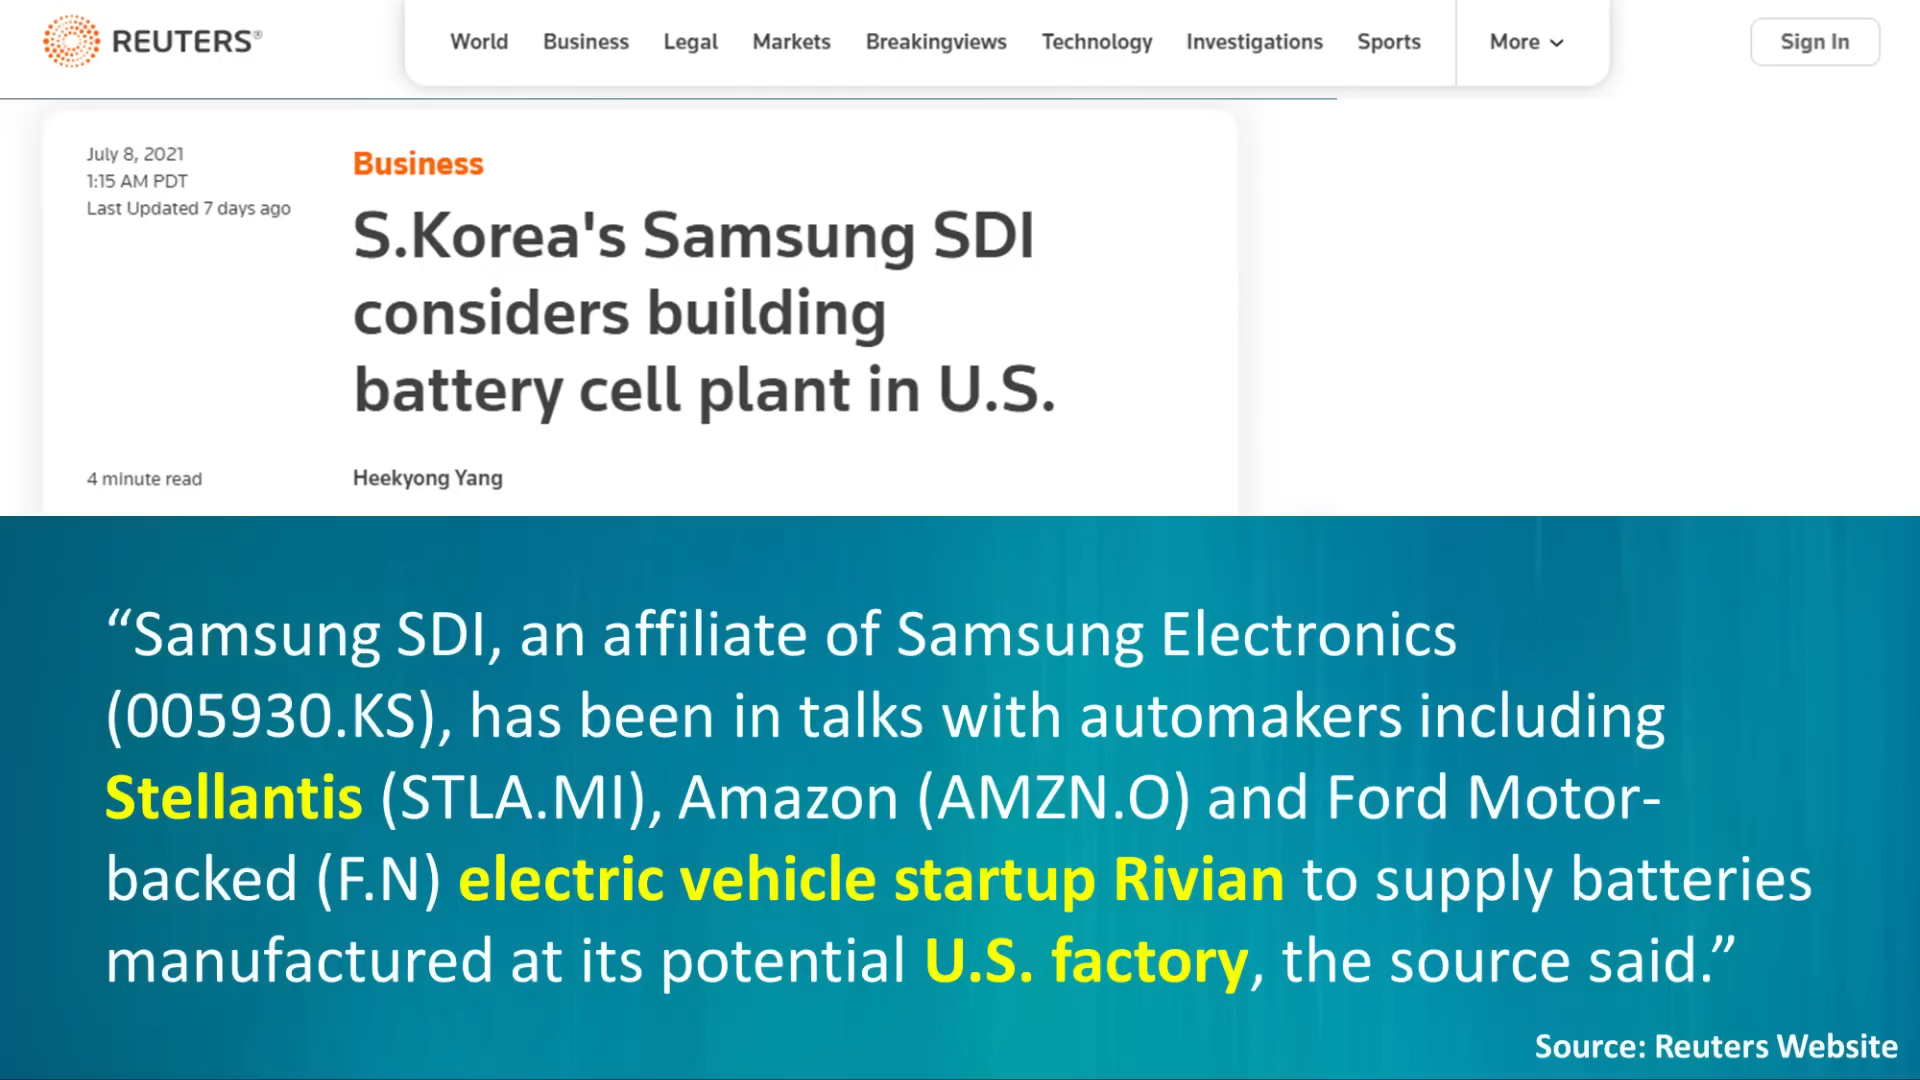 REUTERS®
World Business Legal Markets Breakingviews Technology Investigations Sports More
Sign In
July 8, 2021
1:15 AM PDT
Last Updated 7 days ago
Business
S.Korea's Samsung SDI
considers building
battery cell plant in U.S.
4 minute read
Heekyong Yang
“Samsung SDI, an affiliate of Samsung Electronics
(005930.KS), has been in talks with automakers including
Stellantis (STLA.MI), Amazon (AMZN.O) and Ford Motor-
backed (F.N) electric vehicle startup Rivian to supply batteries
manufactured at its potential U.S. factory, the source said.”
Source: Reuters Website